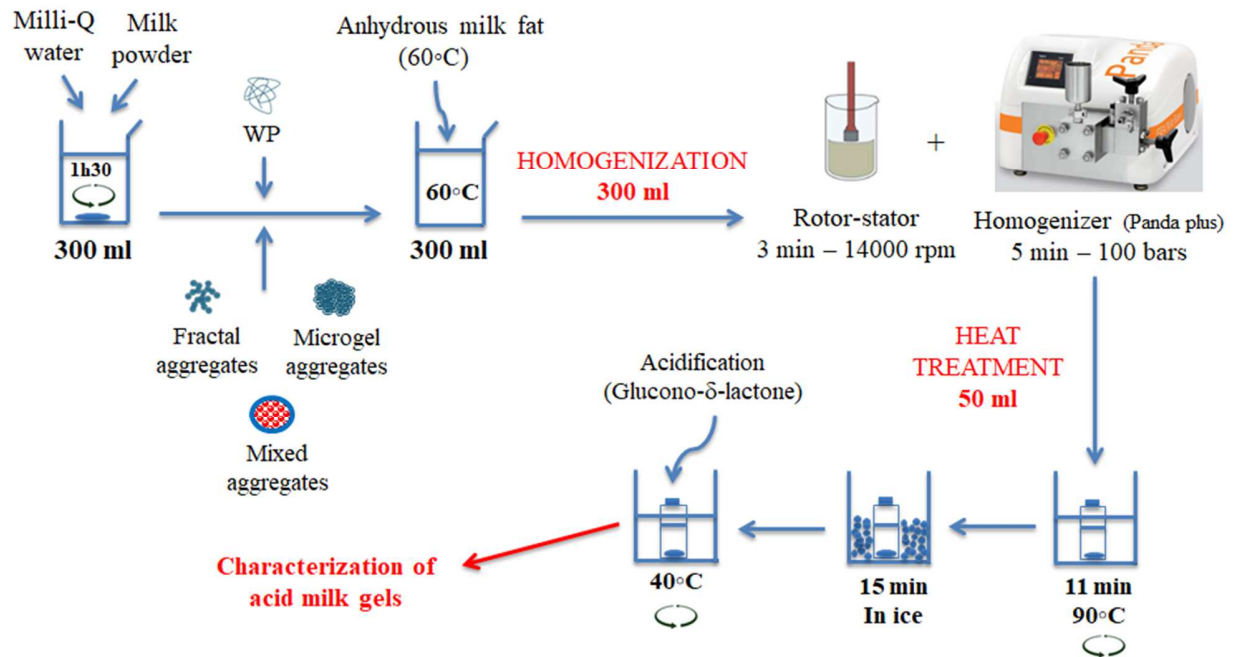 Milli-Q
water
Milk
powder
1h30
300 ml
WP
Fractal
aggregates
Microgel
aggregates
Mixed
aggregates
Anhydrous milk fat
(60∘C)
60∘C
300 ml
HOMOGENIZATION
300 ml
Rotor-stator
3 min – 14000 rpm
+
Panda
Homogenizer (Panda plus)
5 min – 100 bars
HEAT
TREATMENT
50 ml
11 min
90∘C
15 min
In ice
Acidification
(Glucono-δ-lactone)
40∘C
Characterization of
acid milk gels